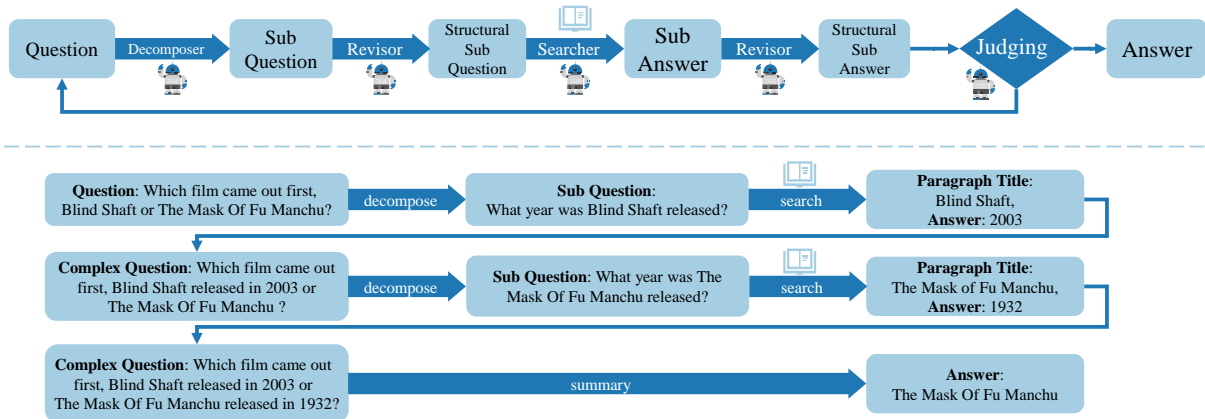 Question
Decomposer
Sub
Question
Revisor
Structural
Sub
Question
Searcher
Sub
Answer
Revisor
Structural
Sub
Answer
Judging
Answer
Question: Which film came out first,
Blind Shaft or The Mask Of Fu Manchu?
decompose
Sub Question:
What year was Blind Shaft released?
search
Paragraph Title:
Blind Shaft,
Answer: 2003
Complex Question: Which film came out
first, Blind Shaft released in 2003 or
The Mask Of Fu Manchu ?
decompose
Sub Question: What year was The
Mask Of Fu Manchu released?
search
Paragraph Title:
The Mask of Fu Manchu,
Answer: 1932
Complex Question: Which film came out
first, Blind Shaft released in 2003 or
The Mask Of Fu Manchu released in 1932?
summary
Answer:
The Mask Of Fu Manchu